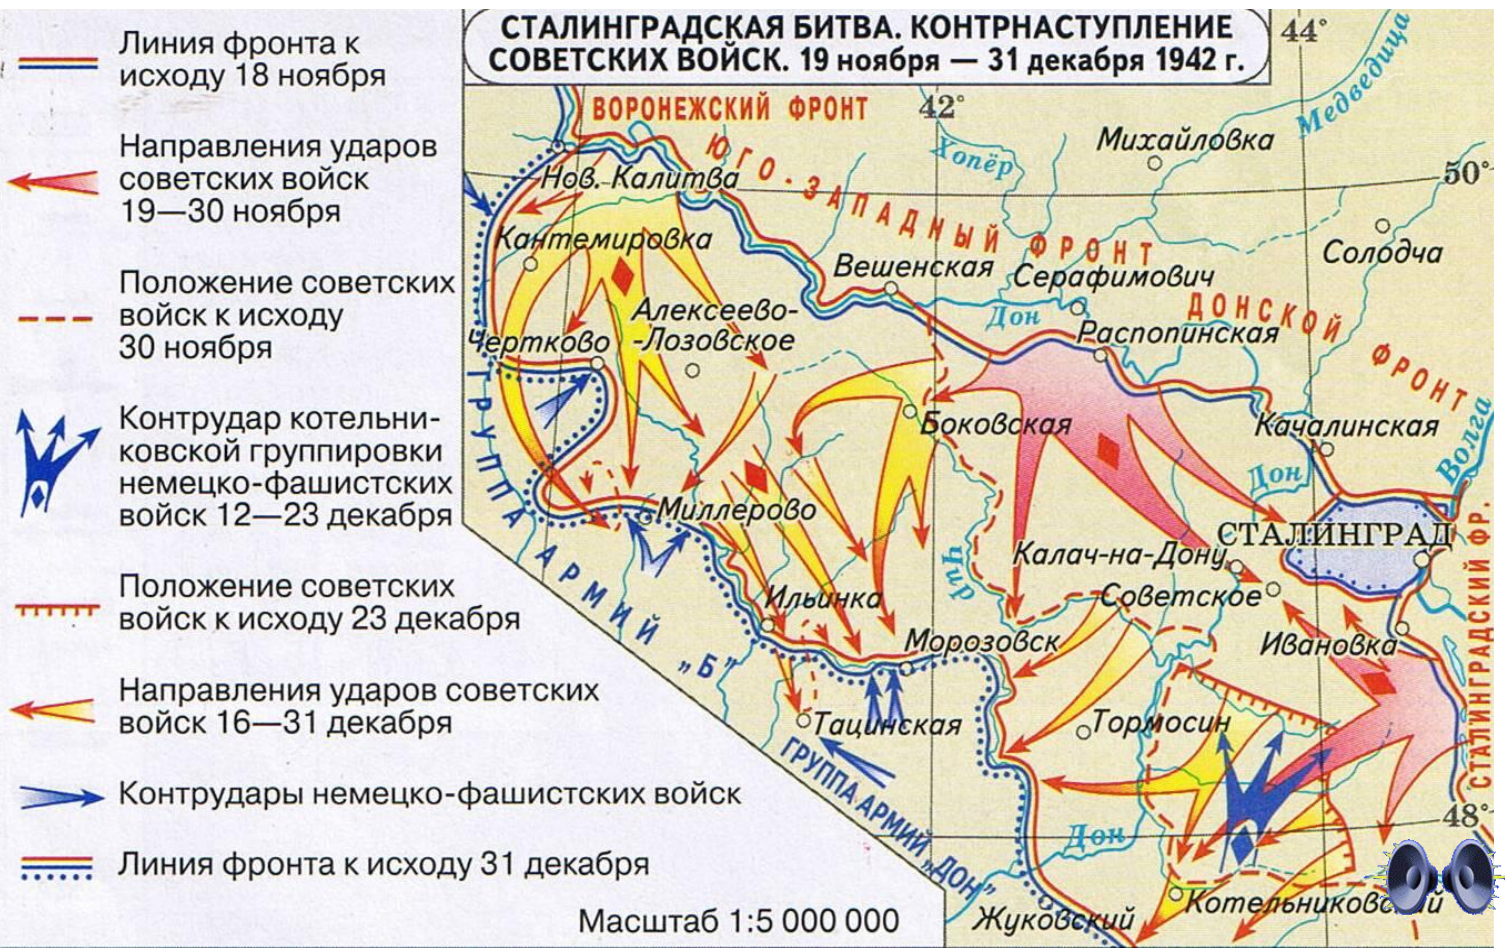 СТАЛИНГРАДСКАЯ БИТВА. КОНТРНАСТУПЛЕНИЕ
СОВЕТСКИХ ВОЙСК. 19 ноября — 31 декабря 1942 г.
Линия фронта к
исходу 18 ноября
Направления ударов
советских войск
19—30 ноября
Положение советских
войск к исходу
30 ноября
Контрудар котельни-
ковской группировки
немецко-фашистских
войск 12—23 декабря
Положение советских
войск к исходу 23 декабря
Направления ударов советских
войск 16—31 декабря
Контрудары немецко-фашистских войск
Линия фронта к исходу 31 декабря
Масштаб 1:5 000 000
44°
42°
50°
48°
ВОРОНЕЖСКИЙ ФРОНТ
ЮГО-ЗАПАДНЫЙ ФРОНТ
ДОНСКОЙ ФРОНТ
СТАЛИНГРАДСКИЙ ФР.
ГРУППА АРМИЙ „Б"
ГРУППА АРМИЙ „ДОН"
Медведица
Хопёр
Михайловка
Солодча
Нов. Калитва
Кантемировка
Вешенская
Серафимович
Дон
Распопинская
Алексеево-
-Лозовское
Чертково
Боковская
Качалинская
Волга
Дон
Миллерово
СТАЛИНГРАД
Калач-на-Дону
Чир
Советское
Ильинка
Морозовск
Ивановка
Тацинская
Тормосин
Дон
Жуковский
Котельниковский